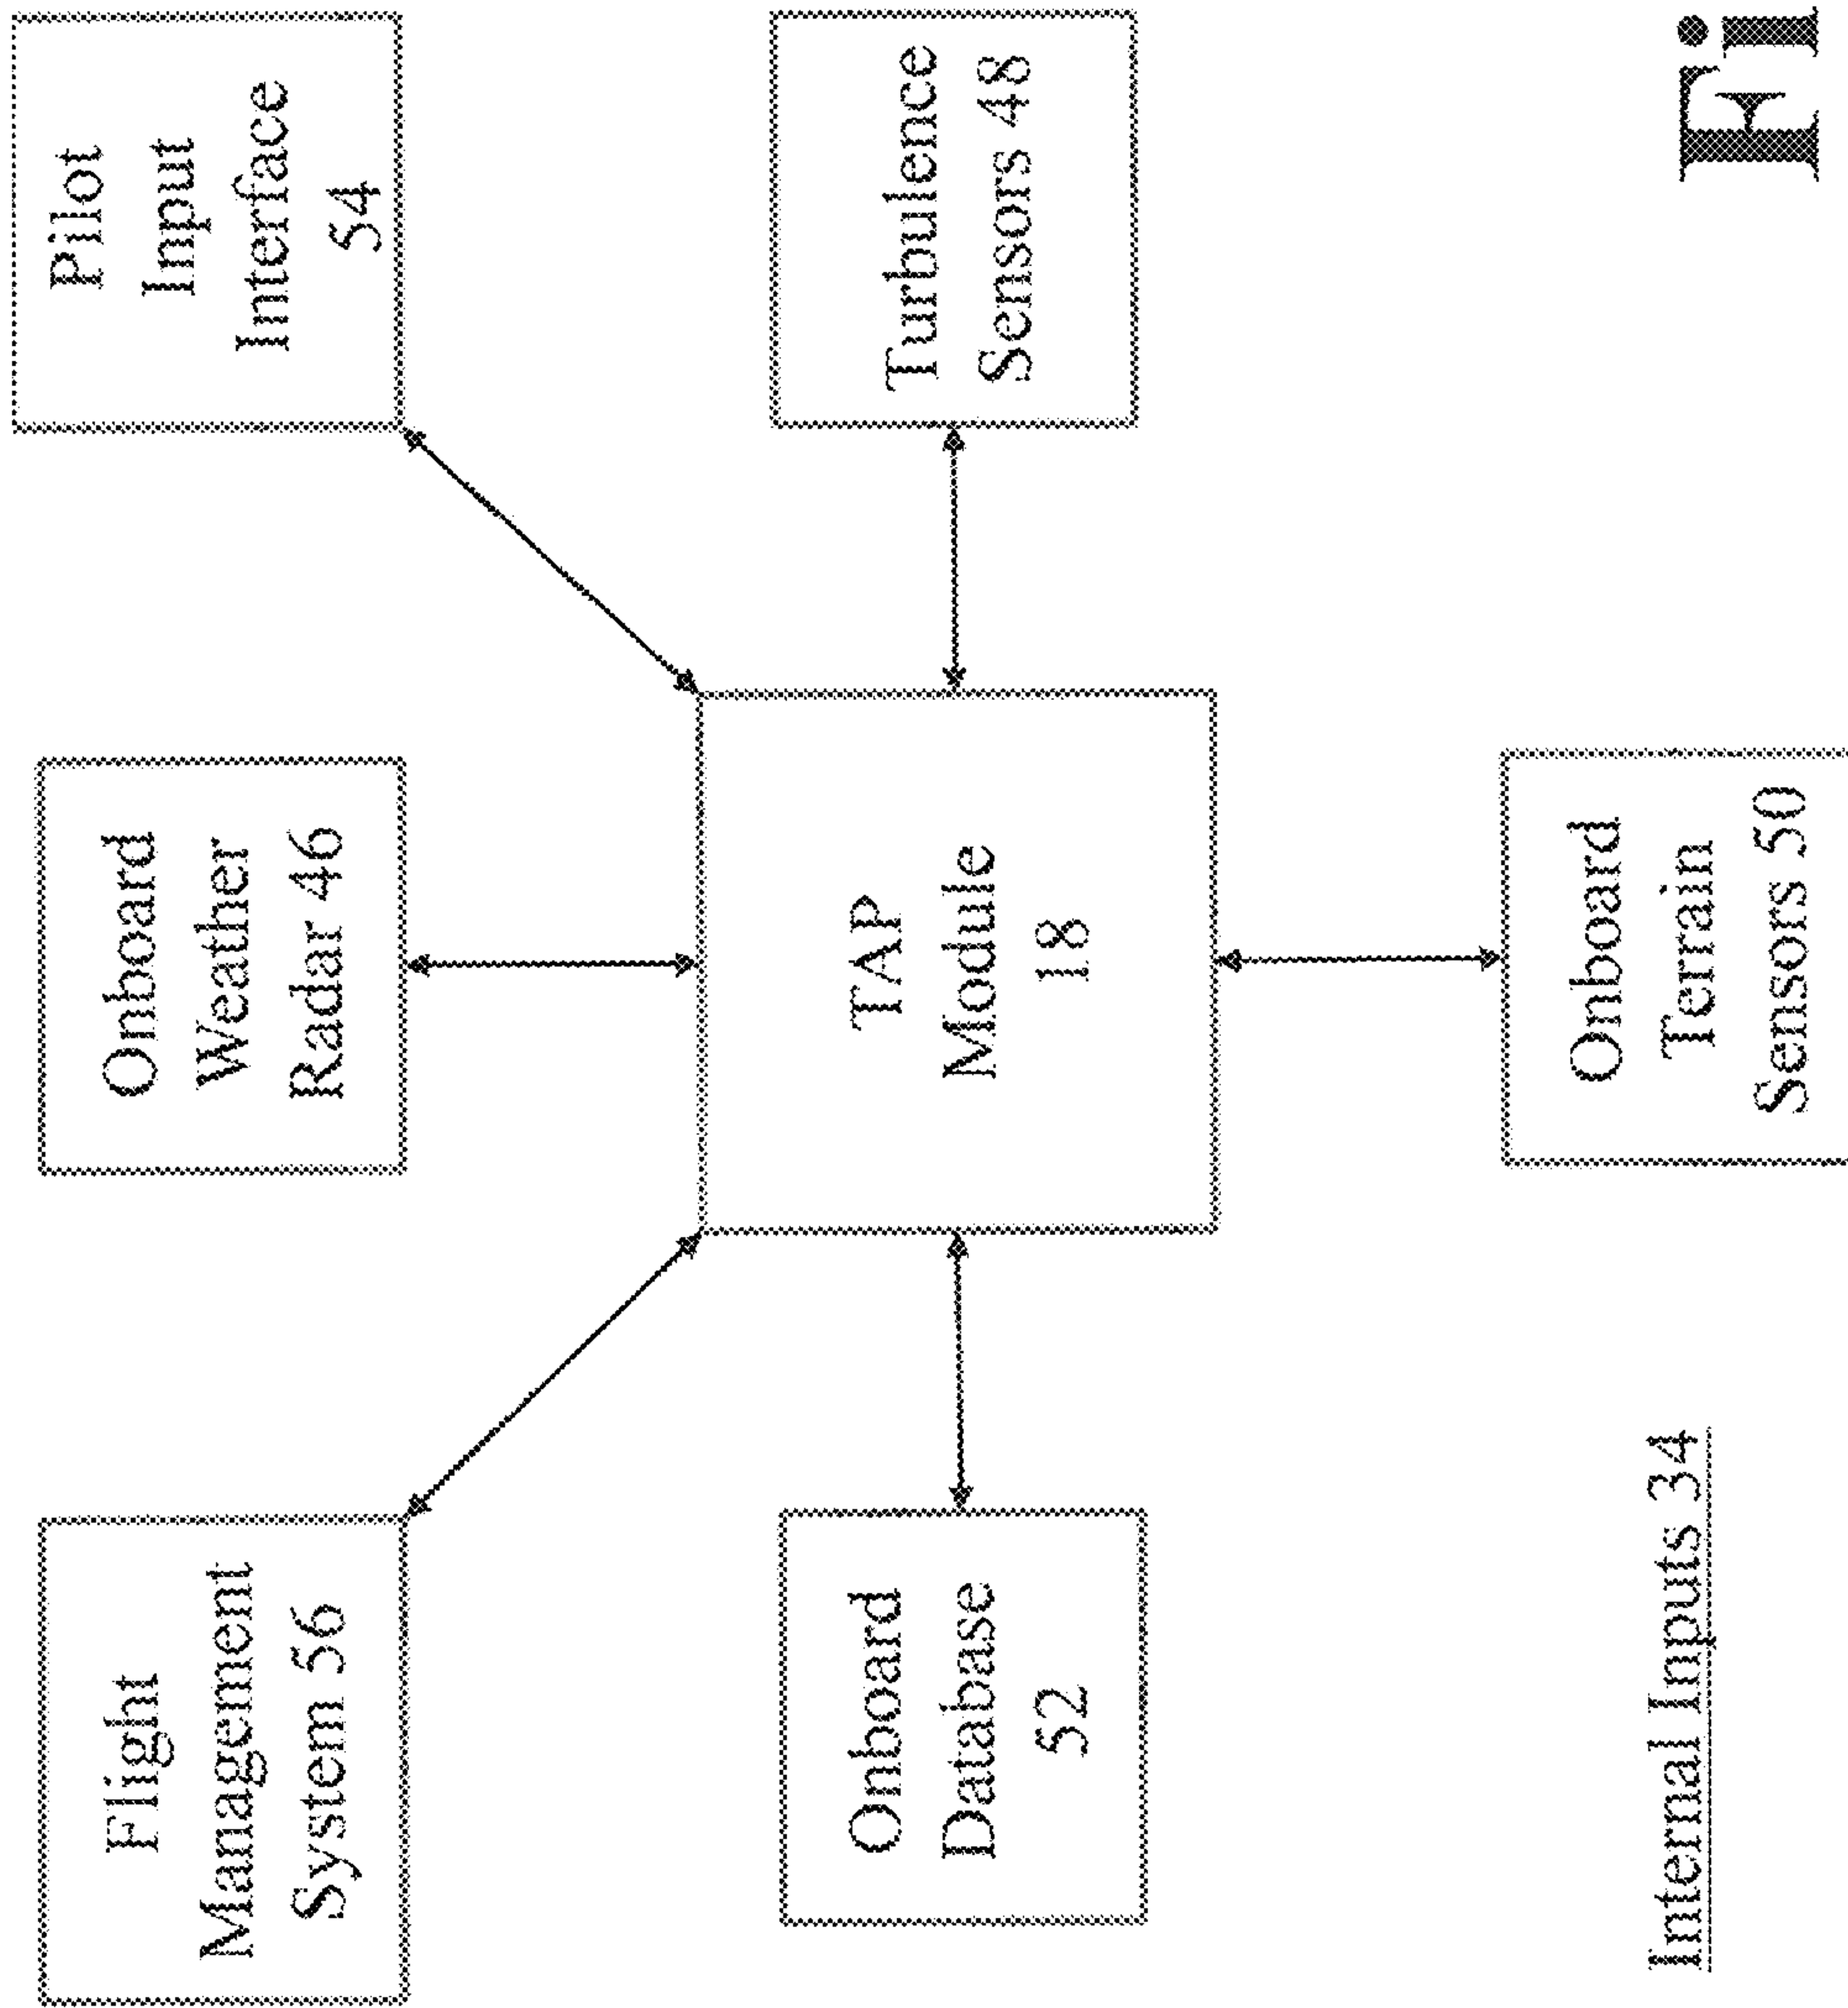 Flight
Management
System 56
Onboard
Weather
Radar 46
Pilot
Input
Interface
54
Onboard
Database
52
TAP
Module
18
Turbulence
Sensors 48
Onboard
Terrain
Sensors 50
Internal Inputs 34
Fi